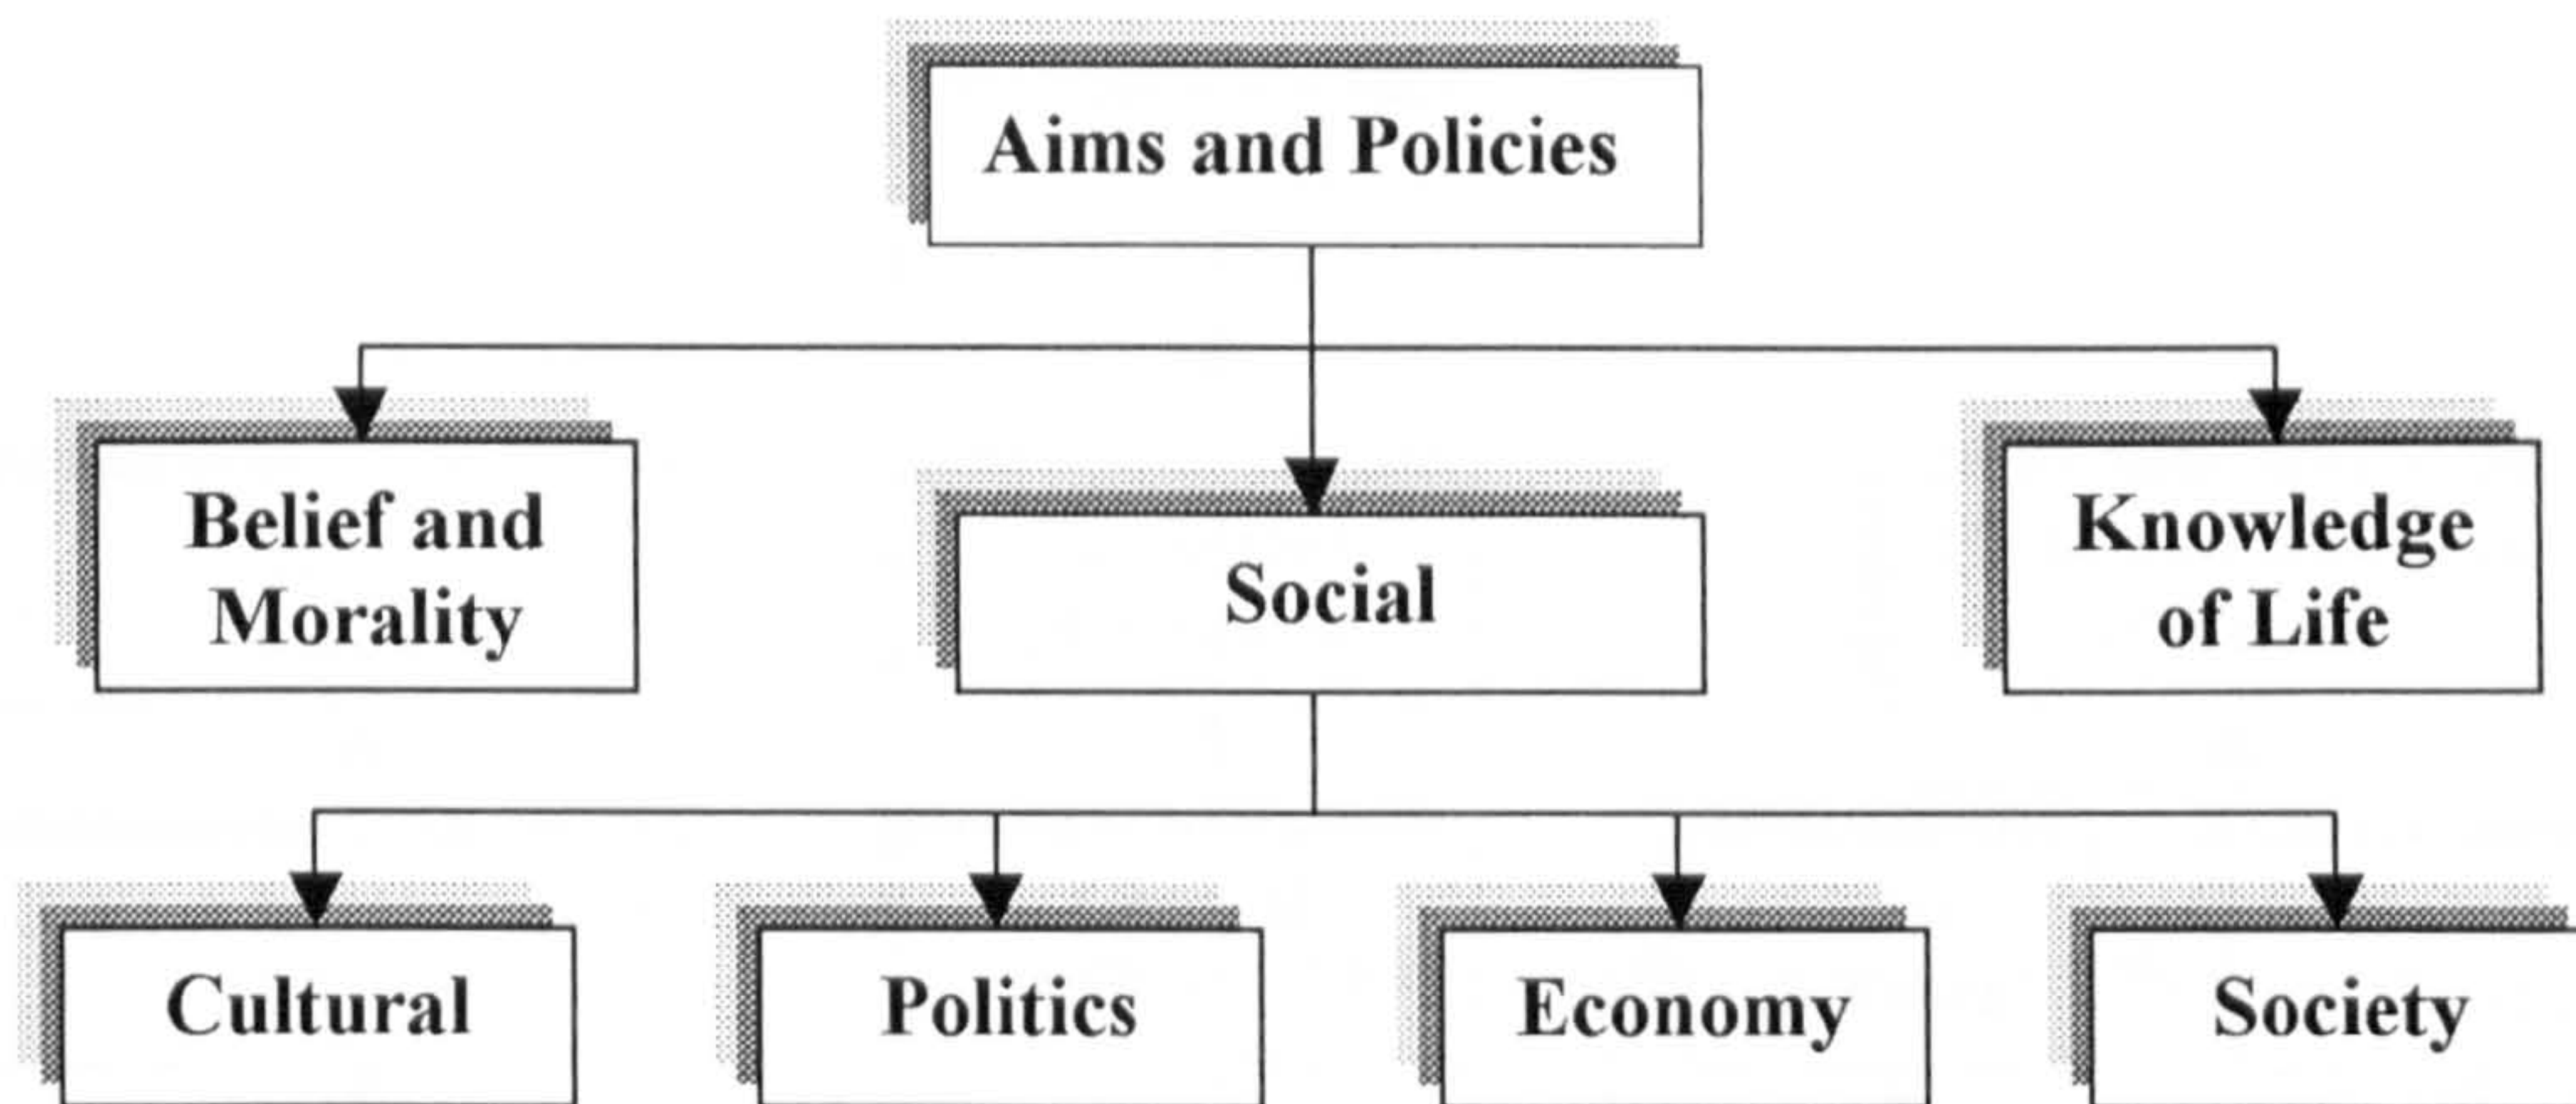 Aims and Policies
Belief and
Morality
Social
Knowledge
of Life
Cultural
Politics
Economy
Society